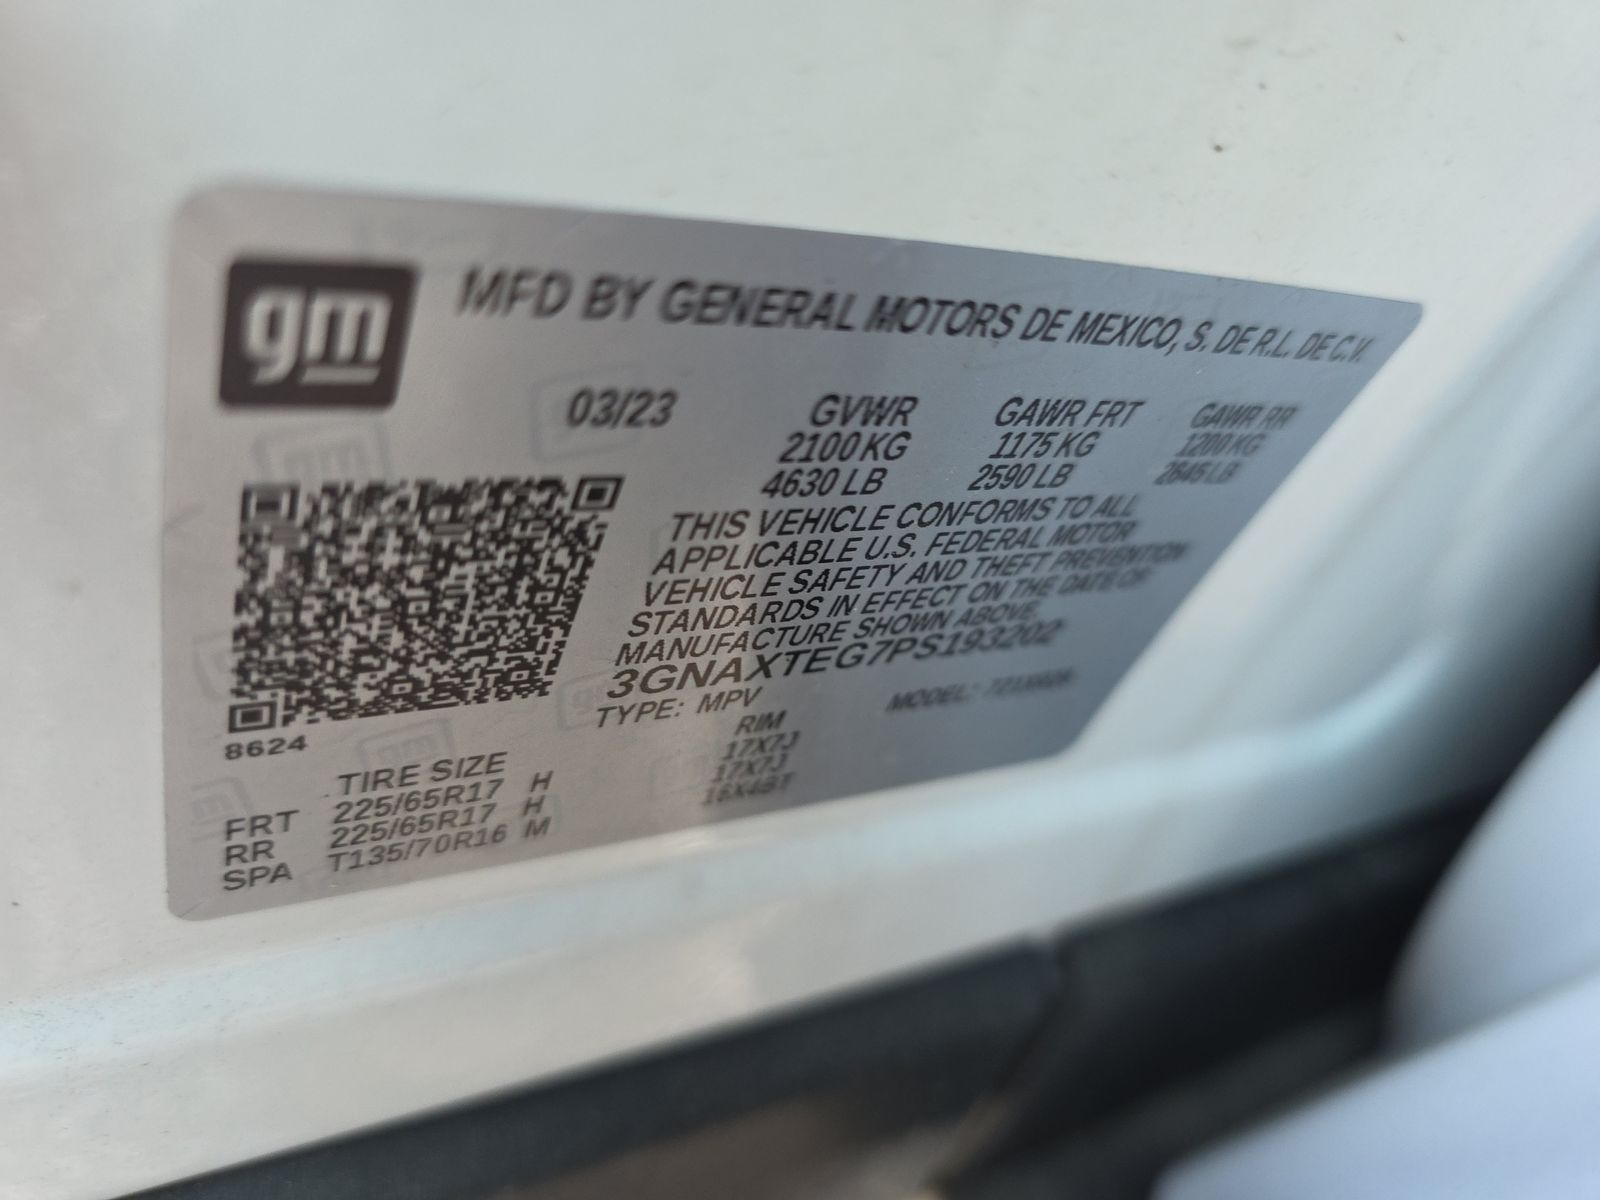 gm
MFD BY GENERAL MOTORS DE MEXICO, S. DE R.L. DE C.V.
03/23 GVWR GAWR FRT GAWR RR
2100 KG 1175 KG 1200 KG
4630 LB 2590 LB 2645 LB
THIS VEHICLE CONFORMS TO ALL
APPLICABLE U.S. FEDERAL MOTOR
VEHICLE SAFETY AND THEFT PREVENTION
STANDARDS IN EFFECT ON THE DATE OF
MANUFACTURE SHOWN ABOVE.
3GNAXTEG7PS193202
TYPE: MPV MODEL:
8624
TIRE SIZE RIM
FRT 225/65R17 H 17X7J
RR 225/65R17 H 17X7J
SPA T135/70R16 M 16X4BT